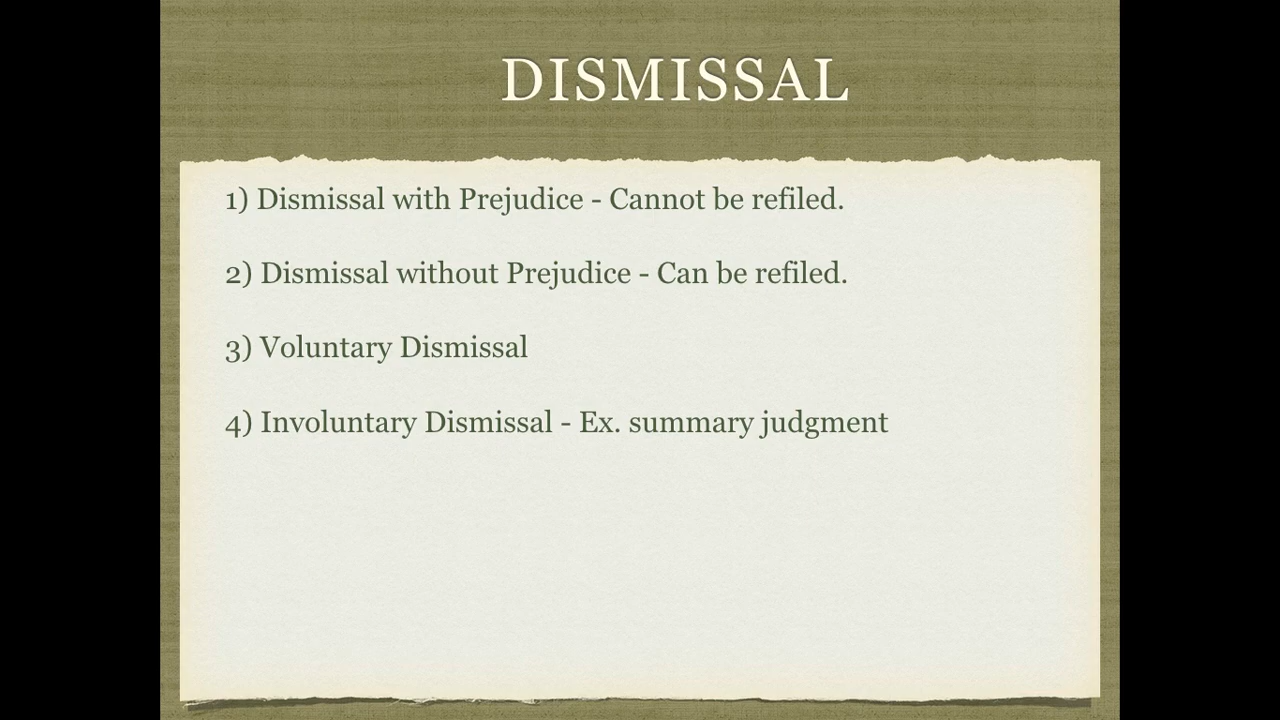 DISMISSAL
1) Dismissal with Prejudice - Cannot be refiled.
2) Dismissal without Prejudice - Can be refiled.
3) Voluntary Dismissal
4) Involuntary Dismissal - Ex. summary judgment